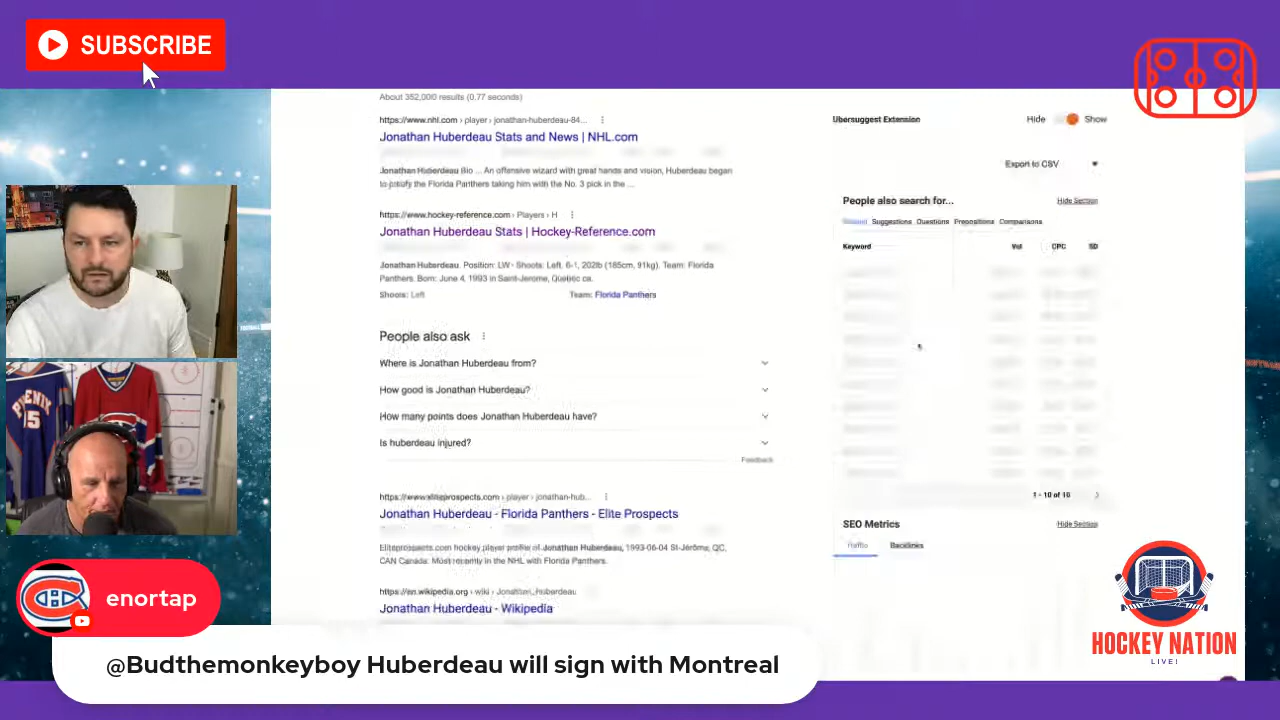 SUBSCRIBE
About 352,000 results (0.77 seconds)
https://www.nhl.com › player › jonathan-huberdeau-84...
Jonathan Huberdeau Stats and News | NHL.com
Jonathan Huberdeau Bio ... An offensive wizard with great hands and vision, Huberdeau began
to justify the Florida Panthers taking him with the No. 3 pick in the ...
https://www.hockey-reference.com › Players › H
Jonathan Huberdeau Stats | Hockey-Reference.com
Jonathan Huberdeau. Position: LW · Shoots: Left, 6-1, 202lb (185cm, 91kg). Team: Florida
Panthers. Born: June 4, 1993 in Saint-Jerome, Quebec ca.
Shoots: Left Team: Florida Panthers
People also ask
Where is Jonathan Huberdeau from?
How good is Jonathan Huberdeau?
How many points does Jonathan Huberdeau have?
Is huberdeau injured?
Feedback
https://www.eliteprospects.com › player › jonathan-hub...
Jonathan Huberdeau - Florida Panthers - Elite Prospects
Eliteprospects.com hockey player profile of Jonathan Huberdeau, 1993-06-04 St-Jérôme, QC,
CAN Canada. Most recently in the NHL with Florida Panthers.
https://en.wikipedia.org › wiki › Jonathan_Huberdeau
Jonathan Huberdeau - Wikipedia
Ubersuggest Extension Hide Show
Export to CSV
People also search for... Hide Section
Suggestions Questions Prepositions Comparisons
Keyword Vol CPC SD
1 - 10 of 16
SEO Metrics Hide Section
Traffic Backlinks
PHOENIX
15
enortap
@Budthemonkeyboy Huberdeau will sign with Montreal
HOCKEY NATION
LIVE!